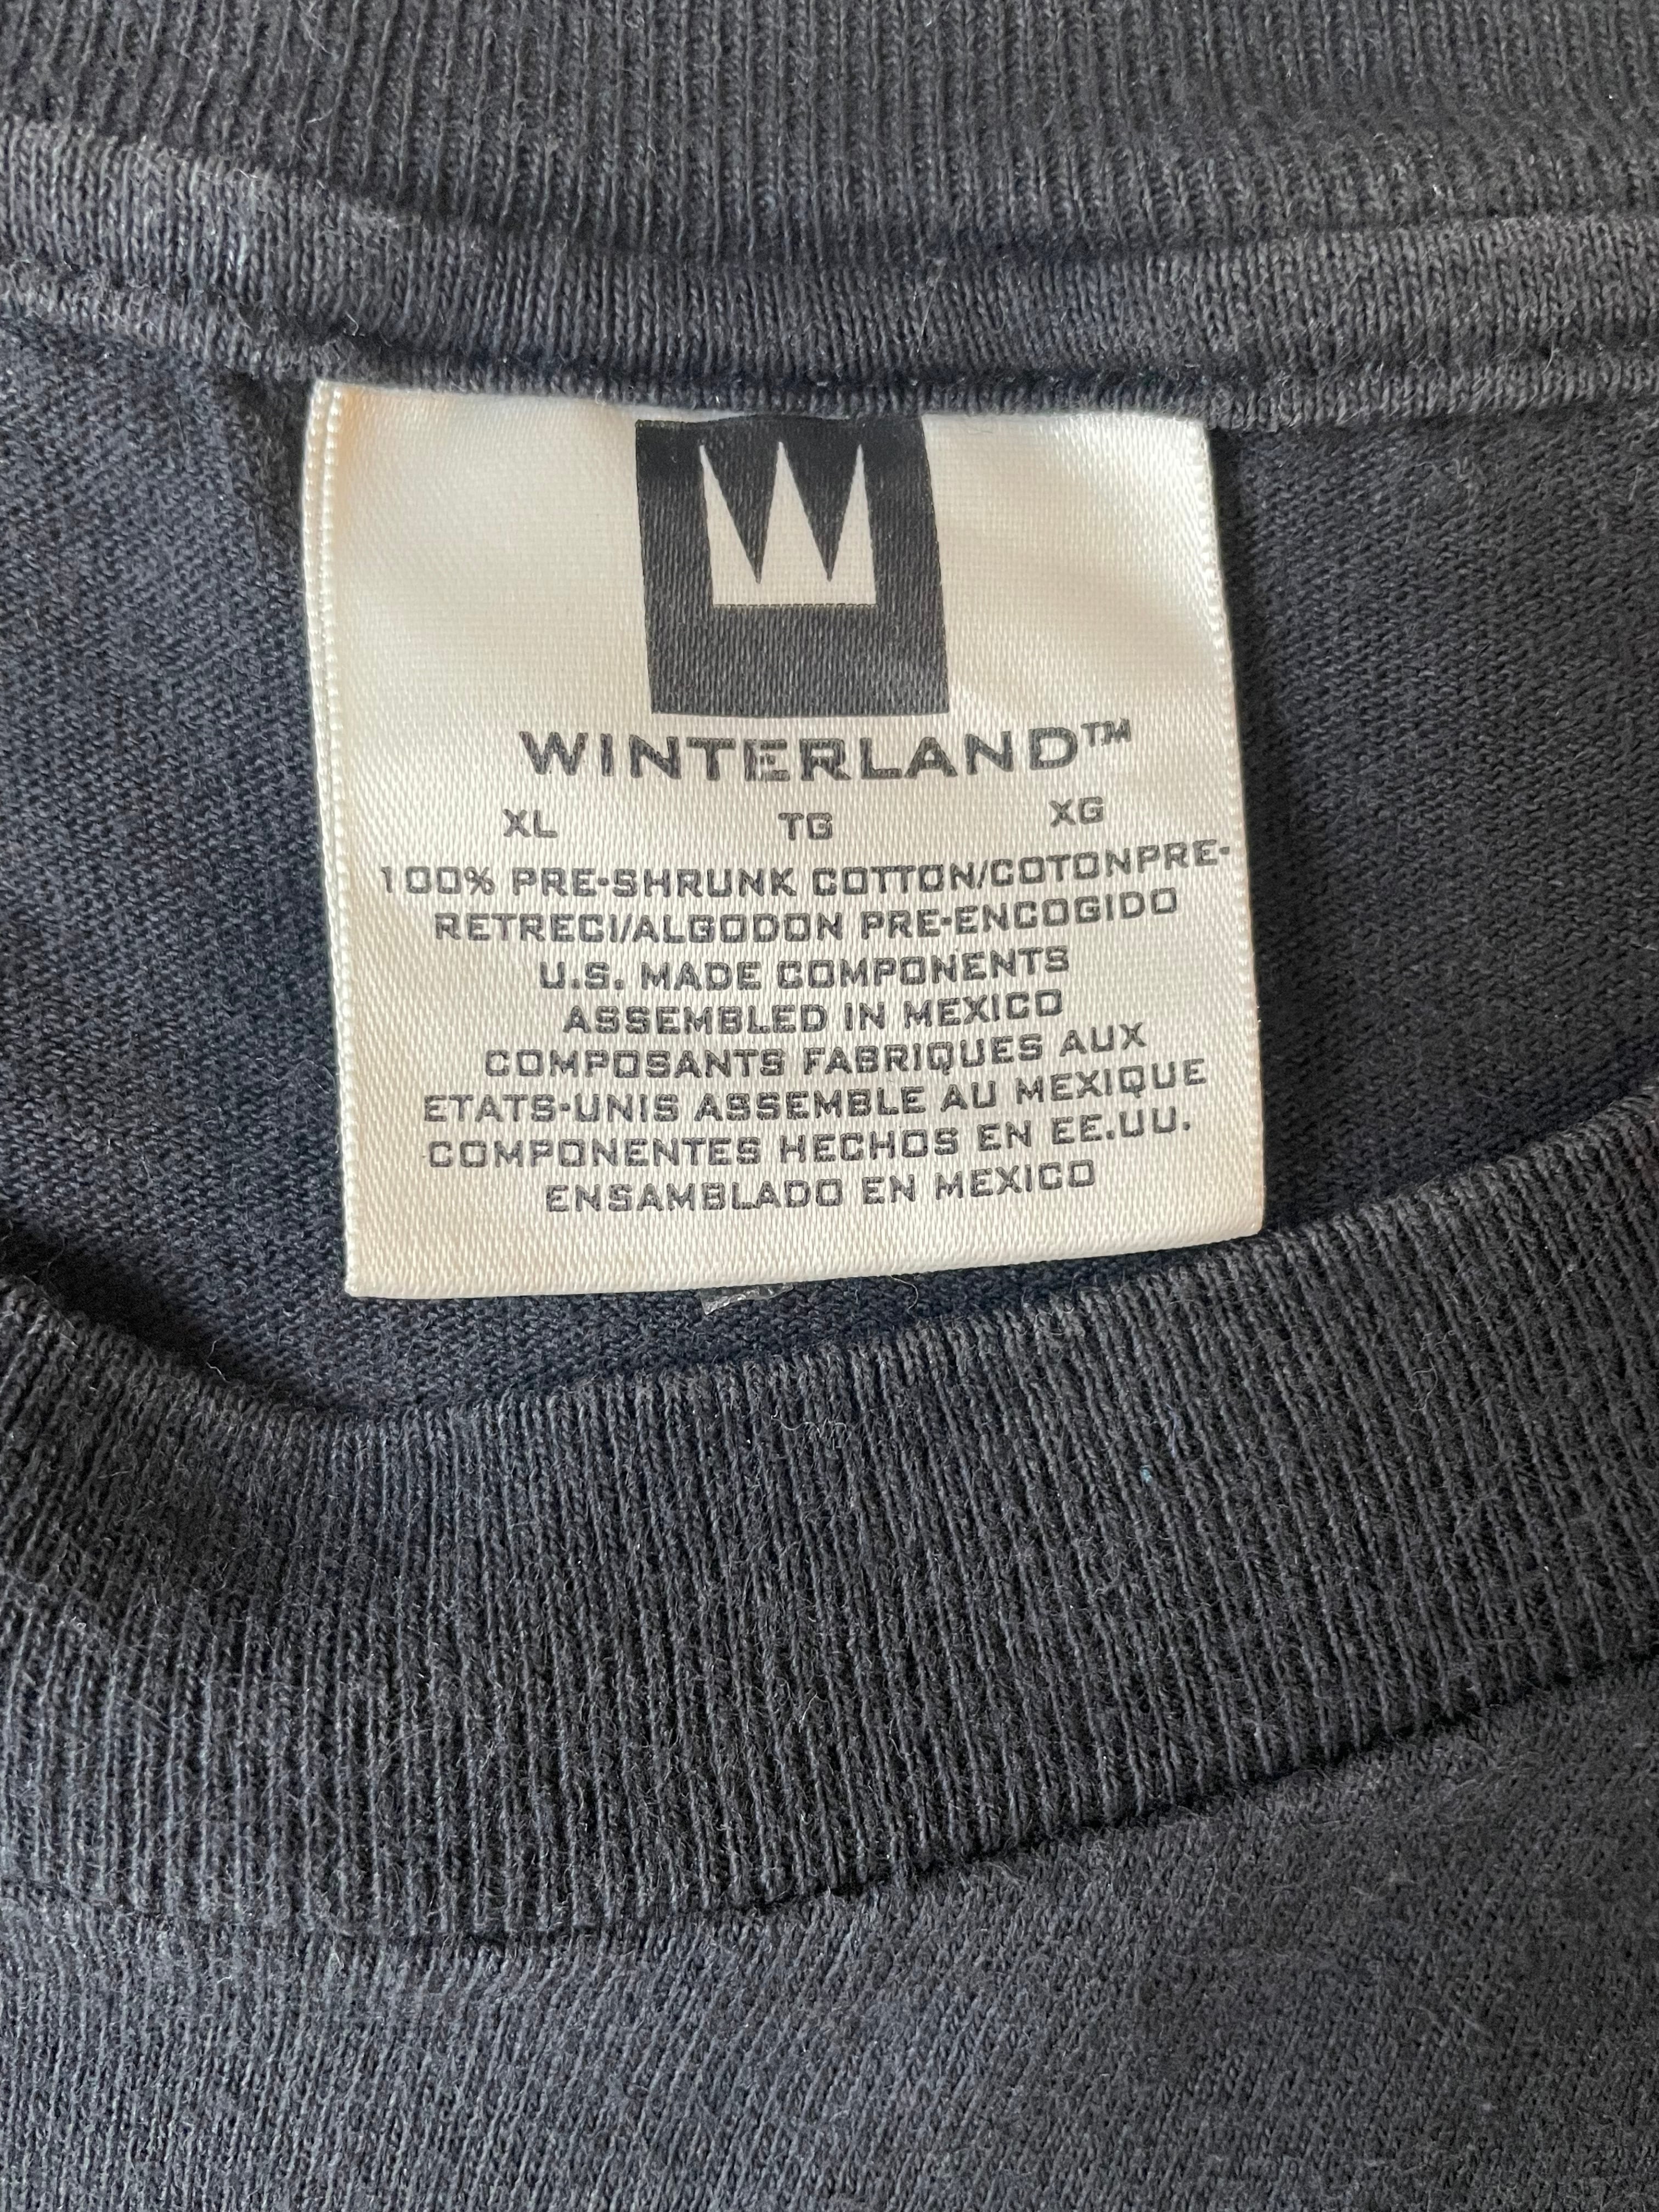 WINTERLAND™
XL TG XG
100% PRE-SHRUNK COTTON/COTONPRE-
RETRECI/ALGODON PRE-ENCOGIDO
U.S. MADE COMPONENTS
ASSEMBLED IN MEXICO
COMPOSANTS FABRIQUES AUX
ETATS-UNIS ASSEMBLE AU MEXIQUE
COMPONENTES HECHOS EN EE.UU.
ENSAMBLADO EN MEXICO